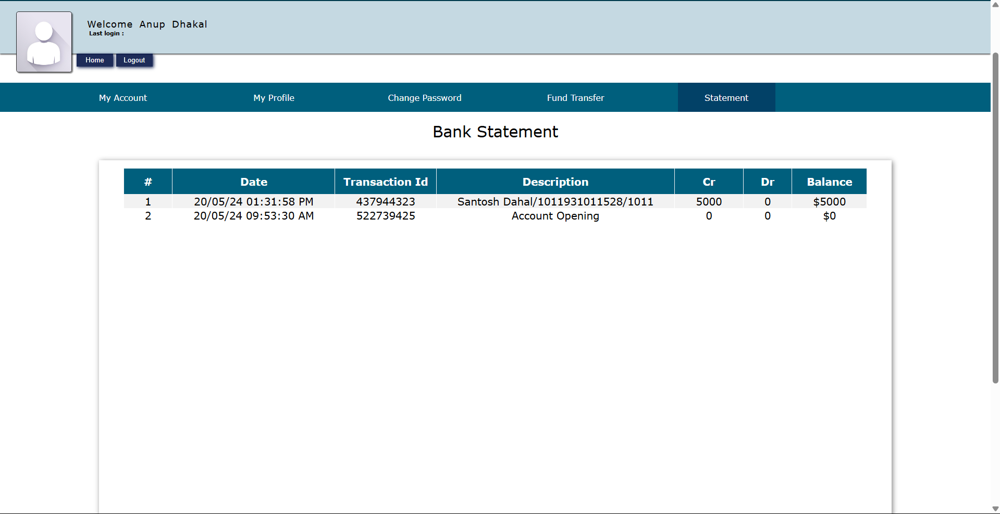 Welcome Anup Dhakal
Last login :
Home Logout
My Account My Profile Change Password Fund Transfer Statement
Bank Statement
# Date Transaction Id Description Cr Dr Balance
1 20/05/24 01:31:58 PM 437944323 Santosh Dahal/1011931011528/1011 5000 0 $5000
2 20/05/24 09:53:30 AM 522739425 Account Opening 0 0 $0